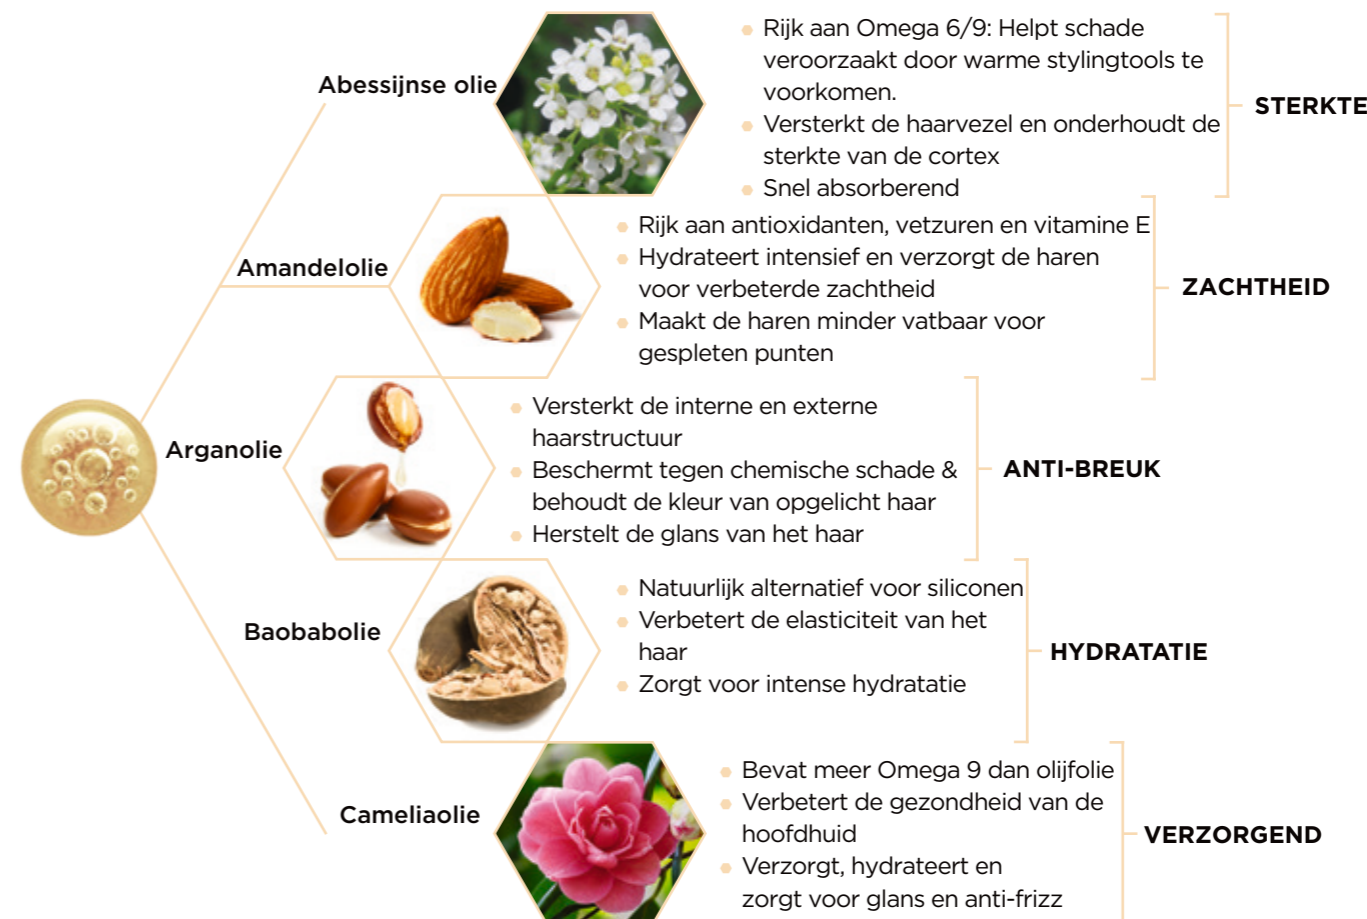 Abessijnse olie
Rijk aan Omega 6/9: Helpt schade
veroorzaakt door warme stylingtools te
voorkomen.
Versterkt de haarvezel en onderhoudt de
sterkte van de cortex
Snel absorberend
STERKTE
Amandelolie
Rijk aan antioxidanten, vetzuren en vitamine E
Hydrateert intensief en verzorgt de haren
voor verbeterde zachtheid
Maakt de haren minder vatbaar voor
gespleten punten
ZACHTHEID
Arganolie
Versterkt de interne en externe
haarstructuur
Beschermt tegen chemische schade &
behoudt de kleur van opgelicht haar
Herstelt de glans van het haar
ANTI-BREUK
Baobabolie
Natuurlijk alternatief voor siliconen
Verbetert de elasticiteit van het
haar
Zorgt voor intense hydratatie
HYDRATATIE
Cameliaolie
Bevat meer Omega 9 dan olijfolie
Verbetert de gezondheid van de
hoofdhuid
Verzorgt, hydrateert en
zorgt voor glans en anti-frizz
VERZORGEND